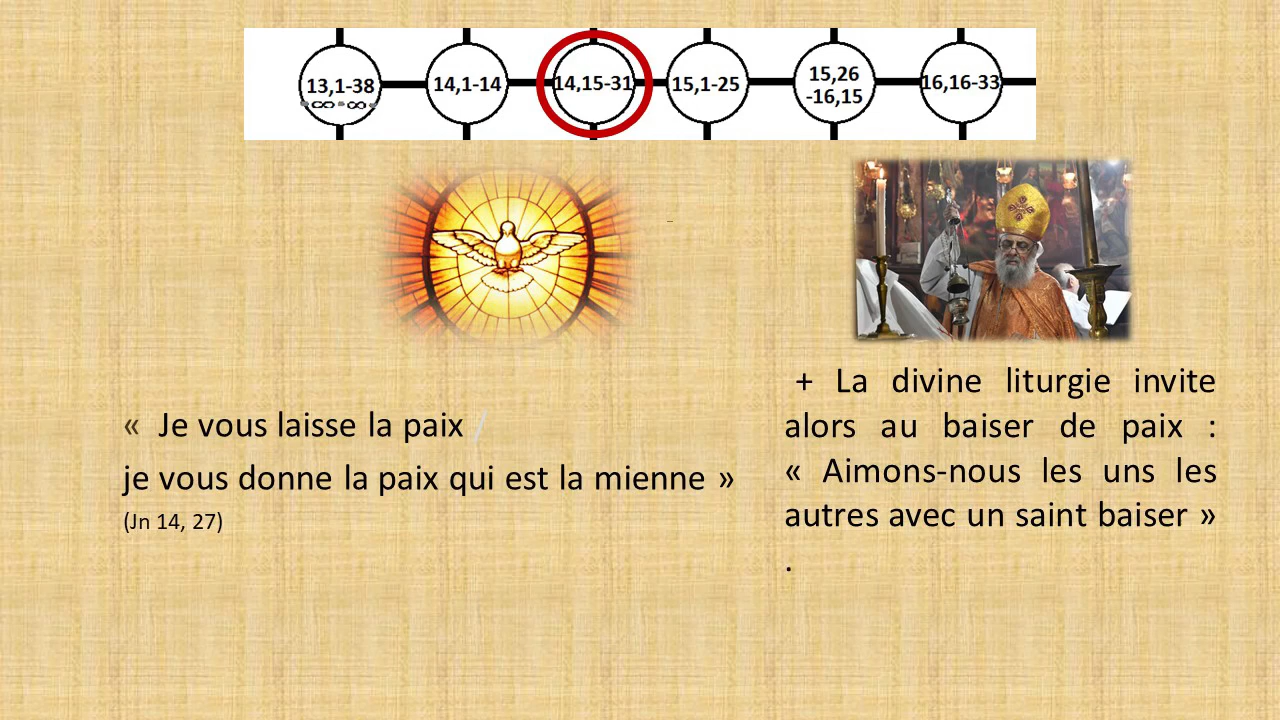 13,1-38
14,1-14
14,15-31
15,1-25
15,26
-16,15
16,16-33
« Je vous laisse la paix /
je vous donne la paix qui est la mienne »
(Jn 14, 27)
+ La divine liturgie invite
alors au baiser de paix :
« Aimons-nous les uns les
autres avec un saint baiser »
.